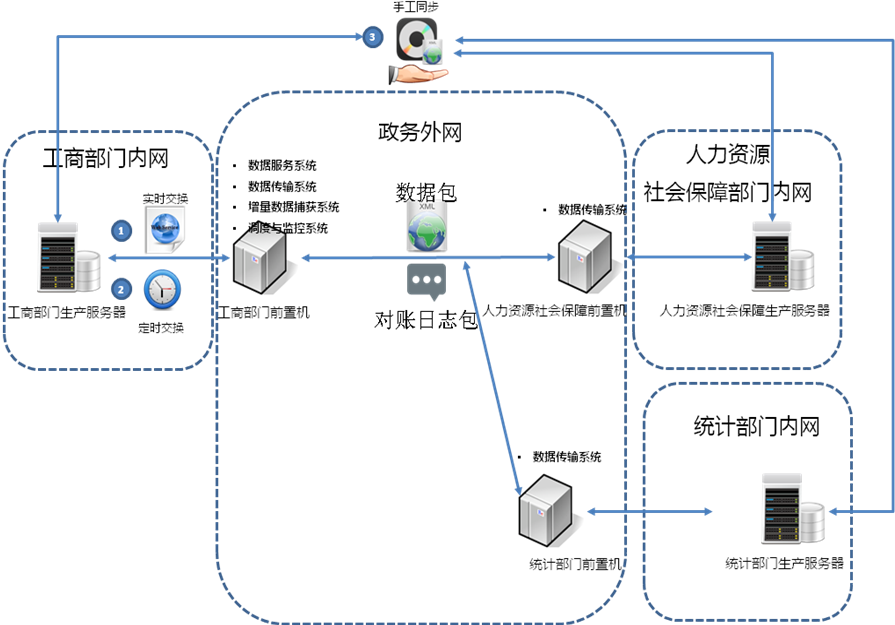 手工同步
3
政务外网
工商部门内网
人力资源
社会保障部门内网
数据服务系统
数据传输系统
增量数据捕获系统
调度与监控系统
实时交换
1
WebService
数据包
XML
数据传输系统
2
工商部门生产服务器
工商部门前置机
对账日志包
人力资源社会保障前置机
人力资源社会保障生产服务器
定时交换
统计部门内网
数据传输系统
统计部门前置机
统计部门生产服务器